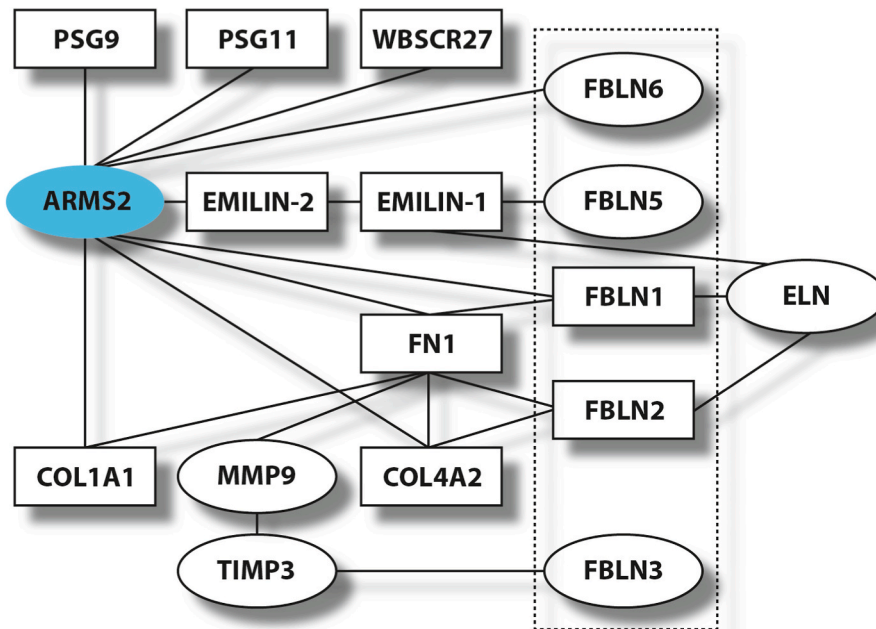 PSG9
PSG11
WBSCR27
FBLN6
ARMS2
EMILIN-2
EMILIN-1
FBLN5
FBLN1
ELN
FN1
FBLN2
COL1A1
MMP9
COL4A2
TIMP3
FBLN3